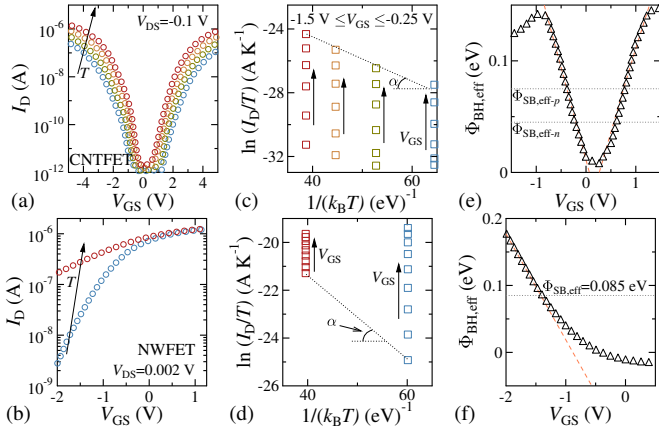 V_DS=-0.1 V
I_D (A)
10^-6
10^-8
10^-10
10^-12
T
CNTFET
-4 -2 0 2 4
V_GS (V)
(a)
-1.5 V ≤V_GS ≤-0.25 V
ln (I_D/T) (A K^-1)
-24
-26
-28
-30
-32
α
V_GS
40 60
1/(k_BT) (eV)^-1
(c)
Φ_BH,eff (eV)
0.1
0
Φ_SB,eff-p
Φ_SB,eff-n
-1 0 1
V_GS (V)
(e)
I_D (A)
10^-6
10^-7
10^-8
10^-9
T
NWFET
V_DS=0.002 V
-2 -1 0 1
V_GS (V)
(b)
ln (I_D/T) (A K^-1)
-20
-22
-24
-26
V_GS
V_GS
α
40 60
1/(k_BT) (eV)^-1
(d)
Φ_BH,eff (eV)
0.2
0.1
0
Φ_SB,eff=0.085 eV
-2 -1 0
V_GS (V)
(f)